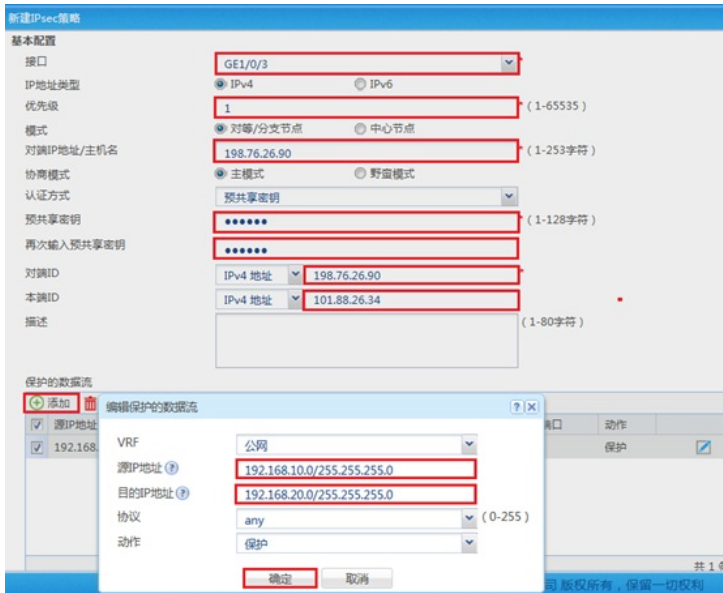 新建IPsec策略
基本配置
接口 GE1/0/3 *
IP地址类型 IPv4 IPv6
优先级 1 * (1-65535)
模式 对等/分支节点 中心节点
对端IP地址/主机名 198.76.26.90 * (1-253字符)
协商模式 主模式 野蛮模式
认证方式 预共享密钥
预共享密钥 ●●●●●● * (1-128字符)
再次输入预共享密钥 ●●●●●●
对端ID IPv4 地址 198.76.26.90 *
本端ID IPv4 地址 101.88.26.34
描述 (1-80字符)
保护的数据流
添加
编辑保护的数据流
源IP地址 动作
192.168. 保护
VRF 公网
源IP地址 192.168.10.0/255.255.255.0
目的IP地址 192.168.20.0/255.255.255.0
协议 any (0-255)
动作 保护
确定 取消
共 1
司 版权所有，保留一切权利